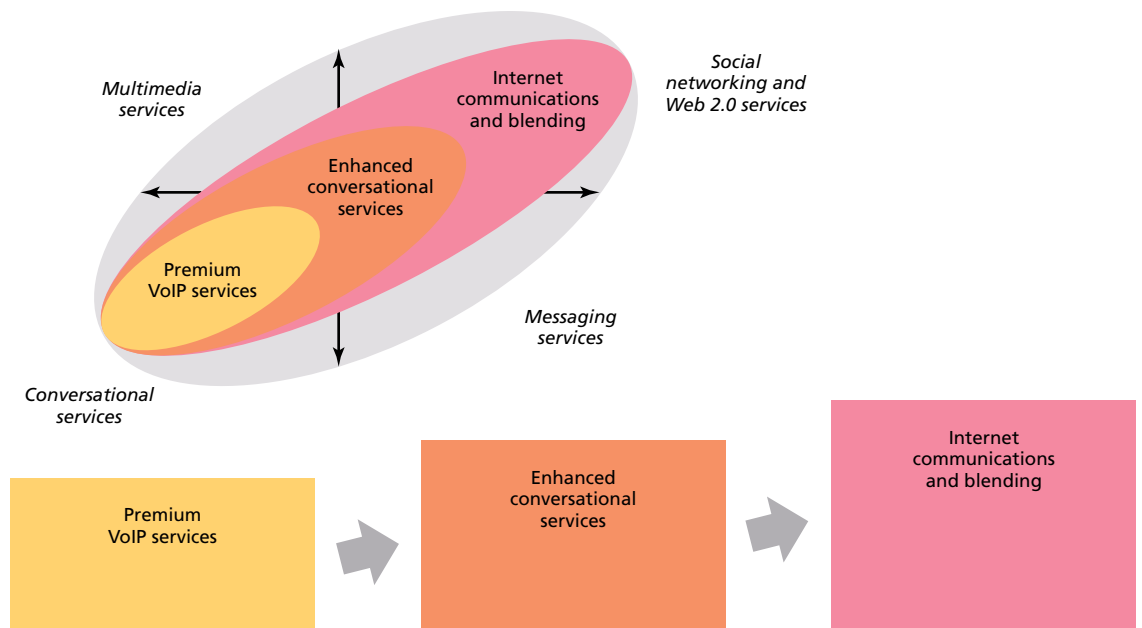 Multimedia
services
Social
networking and
Web 2.0 services
Internet
communications
and blending
Enhanced
conversational
services
Premium
VoIP services
Messaging
services
Conversational
services
Premium
VoIP services
Enhanced
conversational
services
Internet
communications
and blending